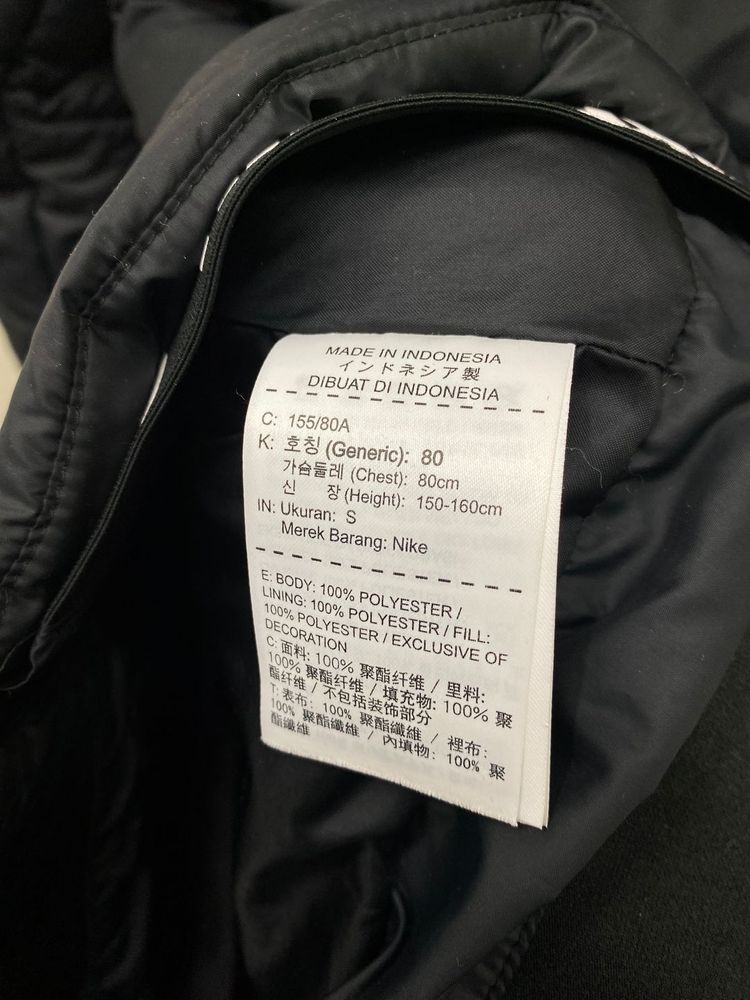 MADE IN INDONESIA
インドネシア製
DIBUAT DI INDONESIA
C: 155/80A
K: 호칭 (Generic): 80
가슴둘레 (Chest): 80cm
신 장 (Height): 150-160cm
IN: Ukuran: S
Merek Barang: Nike
E: BODY: 100% POLYESTER /
LINING: 100% POLYESTER / FILL:
100% POLYESTER / EXCLUSIVE OF
DECORATION
C: 面料: 100% 聚酯纤维 / 里料:
100% 聚酯纤维 / 填充物: 100% 聚
酯纤维 / 不包括装饰部分
T: 表布: 100% 聚酯纖維 / 裡布:
100% 聚酯纖維 / 內填物: 100% 聚
酯纖維